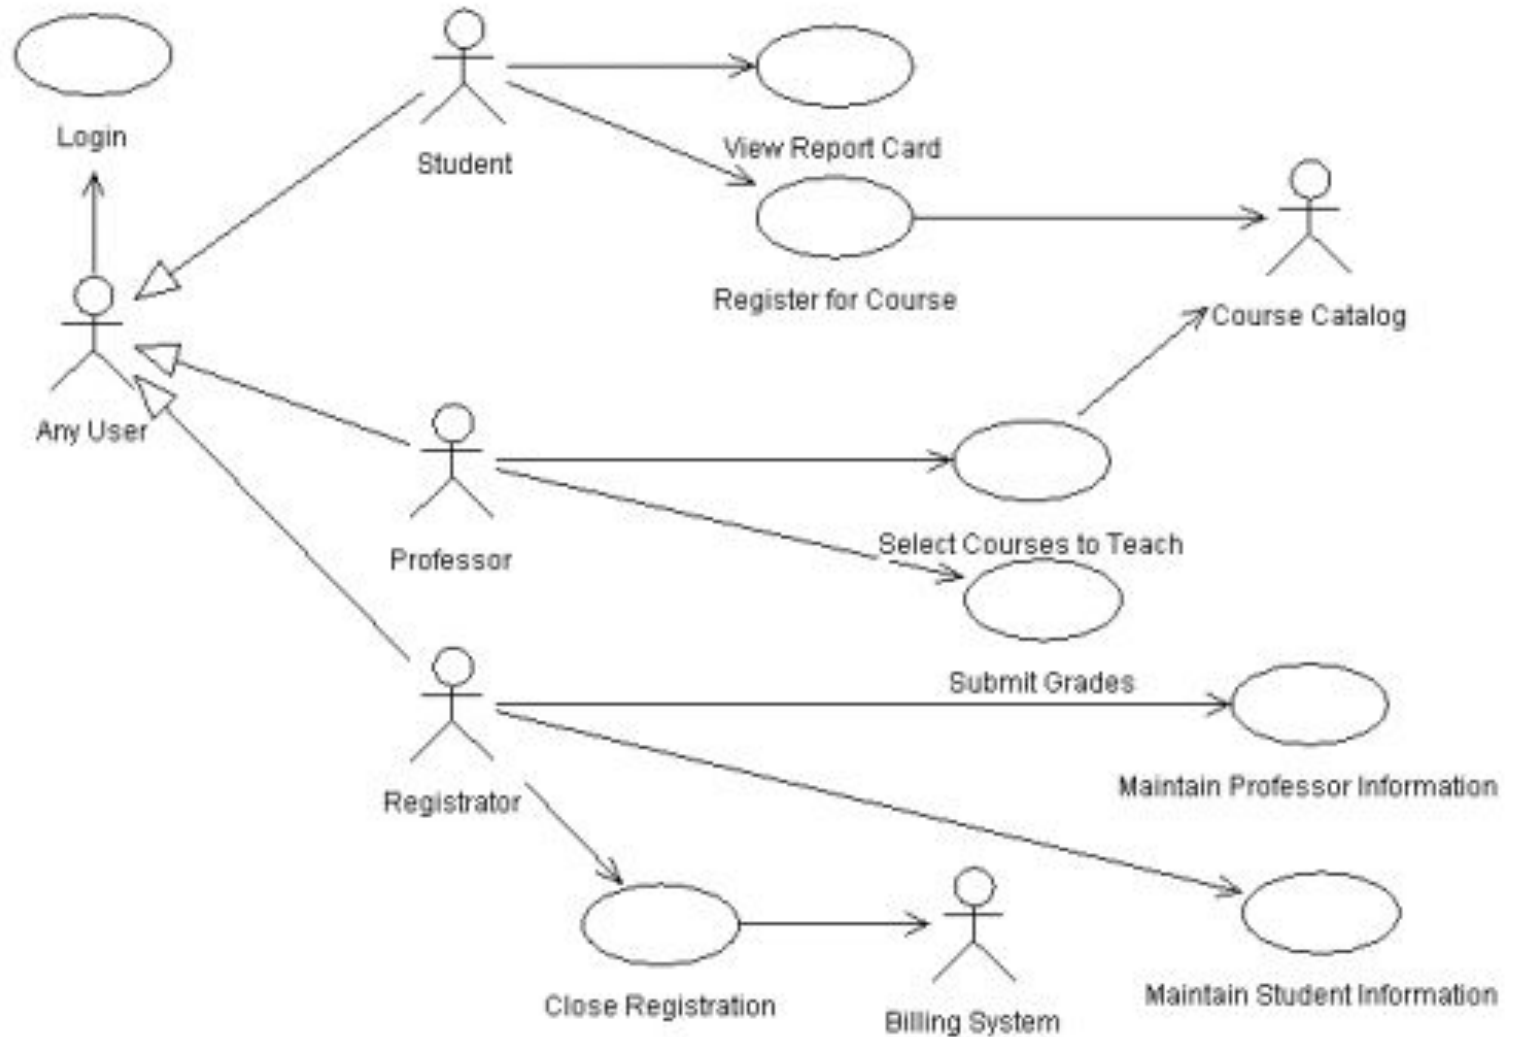 Login
Student
View Report Card
Register for Course
Course Catalog
Any User
Professor
Select Courses to Teach
Submit Grades
Registrator
Maintain Professor Information
Close Registration
Billing System
Maintain Student Information